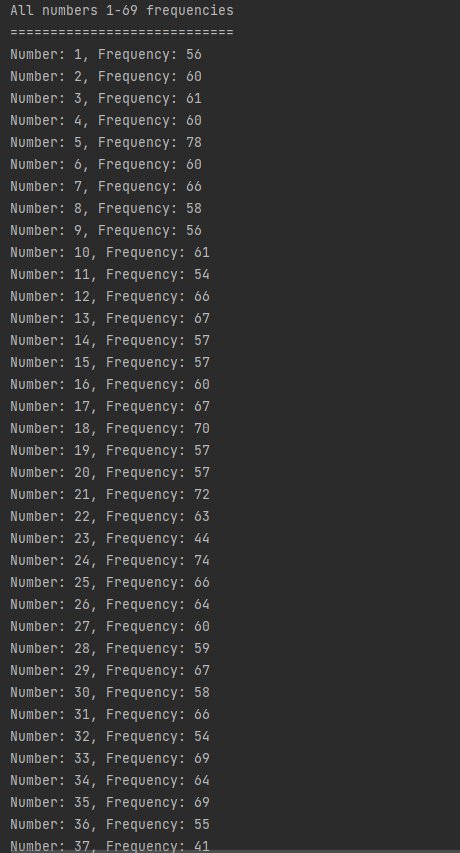 All numbers 1-69 frequencies
============================
Number: 1, Frequency: 56
Number: 2, Frequency: 60
Number: 3, Frequency: 61
Number: 4, Frequency: 60
Number: 5, Frequency: 78
Number: 6, Frequency: 60
Number: 7, Frequency: 66
Number: 8, Frequency: 58
Number: 9, Frequency: 56
Number: 10, Frequency: 61
Number: 11, Frequency: 54
Number: 12, Frequency: 66
Number: 13, Frequency: 67
Number: 14, Frequency: 57
Number: 15, Frequency: 57
Number: 16, Frequency: 60
Number: 17, Frequency: 67
Number: 18, Frequency: 70
Number: 19, Frequency: 57
Number: 20, Frequency: 57
Number: 21, Frequency: 72
Number: 22, Frequency: 63
Number: 23, Frequency: 44
Number: 24, Frequency: 74
Number: 25, Frequency: 66
Number: 26, Frequency: 64
Number: 27, Frequency: 60
Number: 28, Frequency: 59
Number: 29, Frequency: 67
Number: 30, Frequency: 58
Number: 31, Frequency: 66
Number: 32, Frequency: 54
Number: 33, Frequency: 69
Number: 34, Frequency: 64
Number: 35, Frequency: 69
Number: 36, Frequency: 55
Number: 37, Frequency: 41